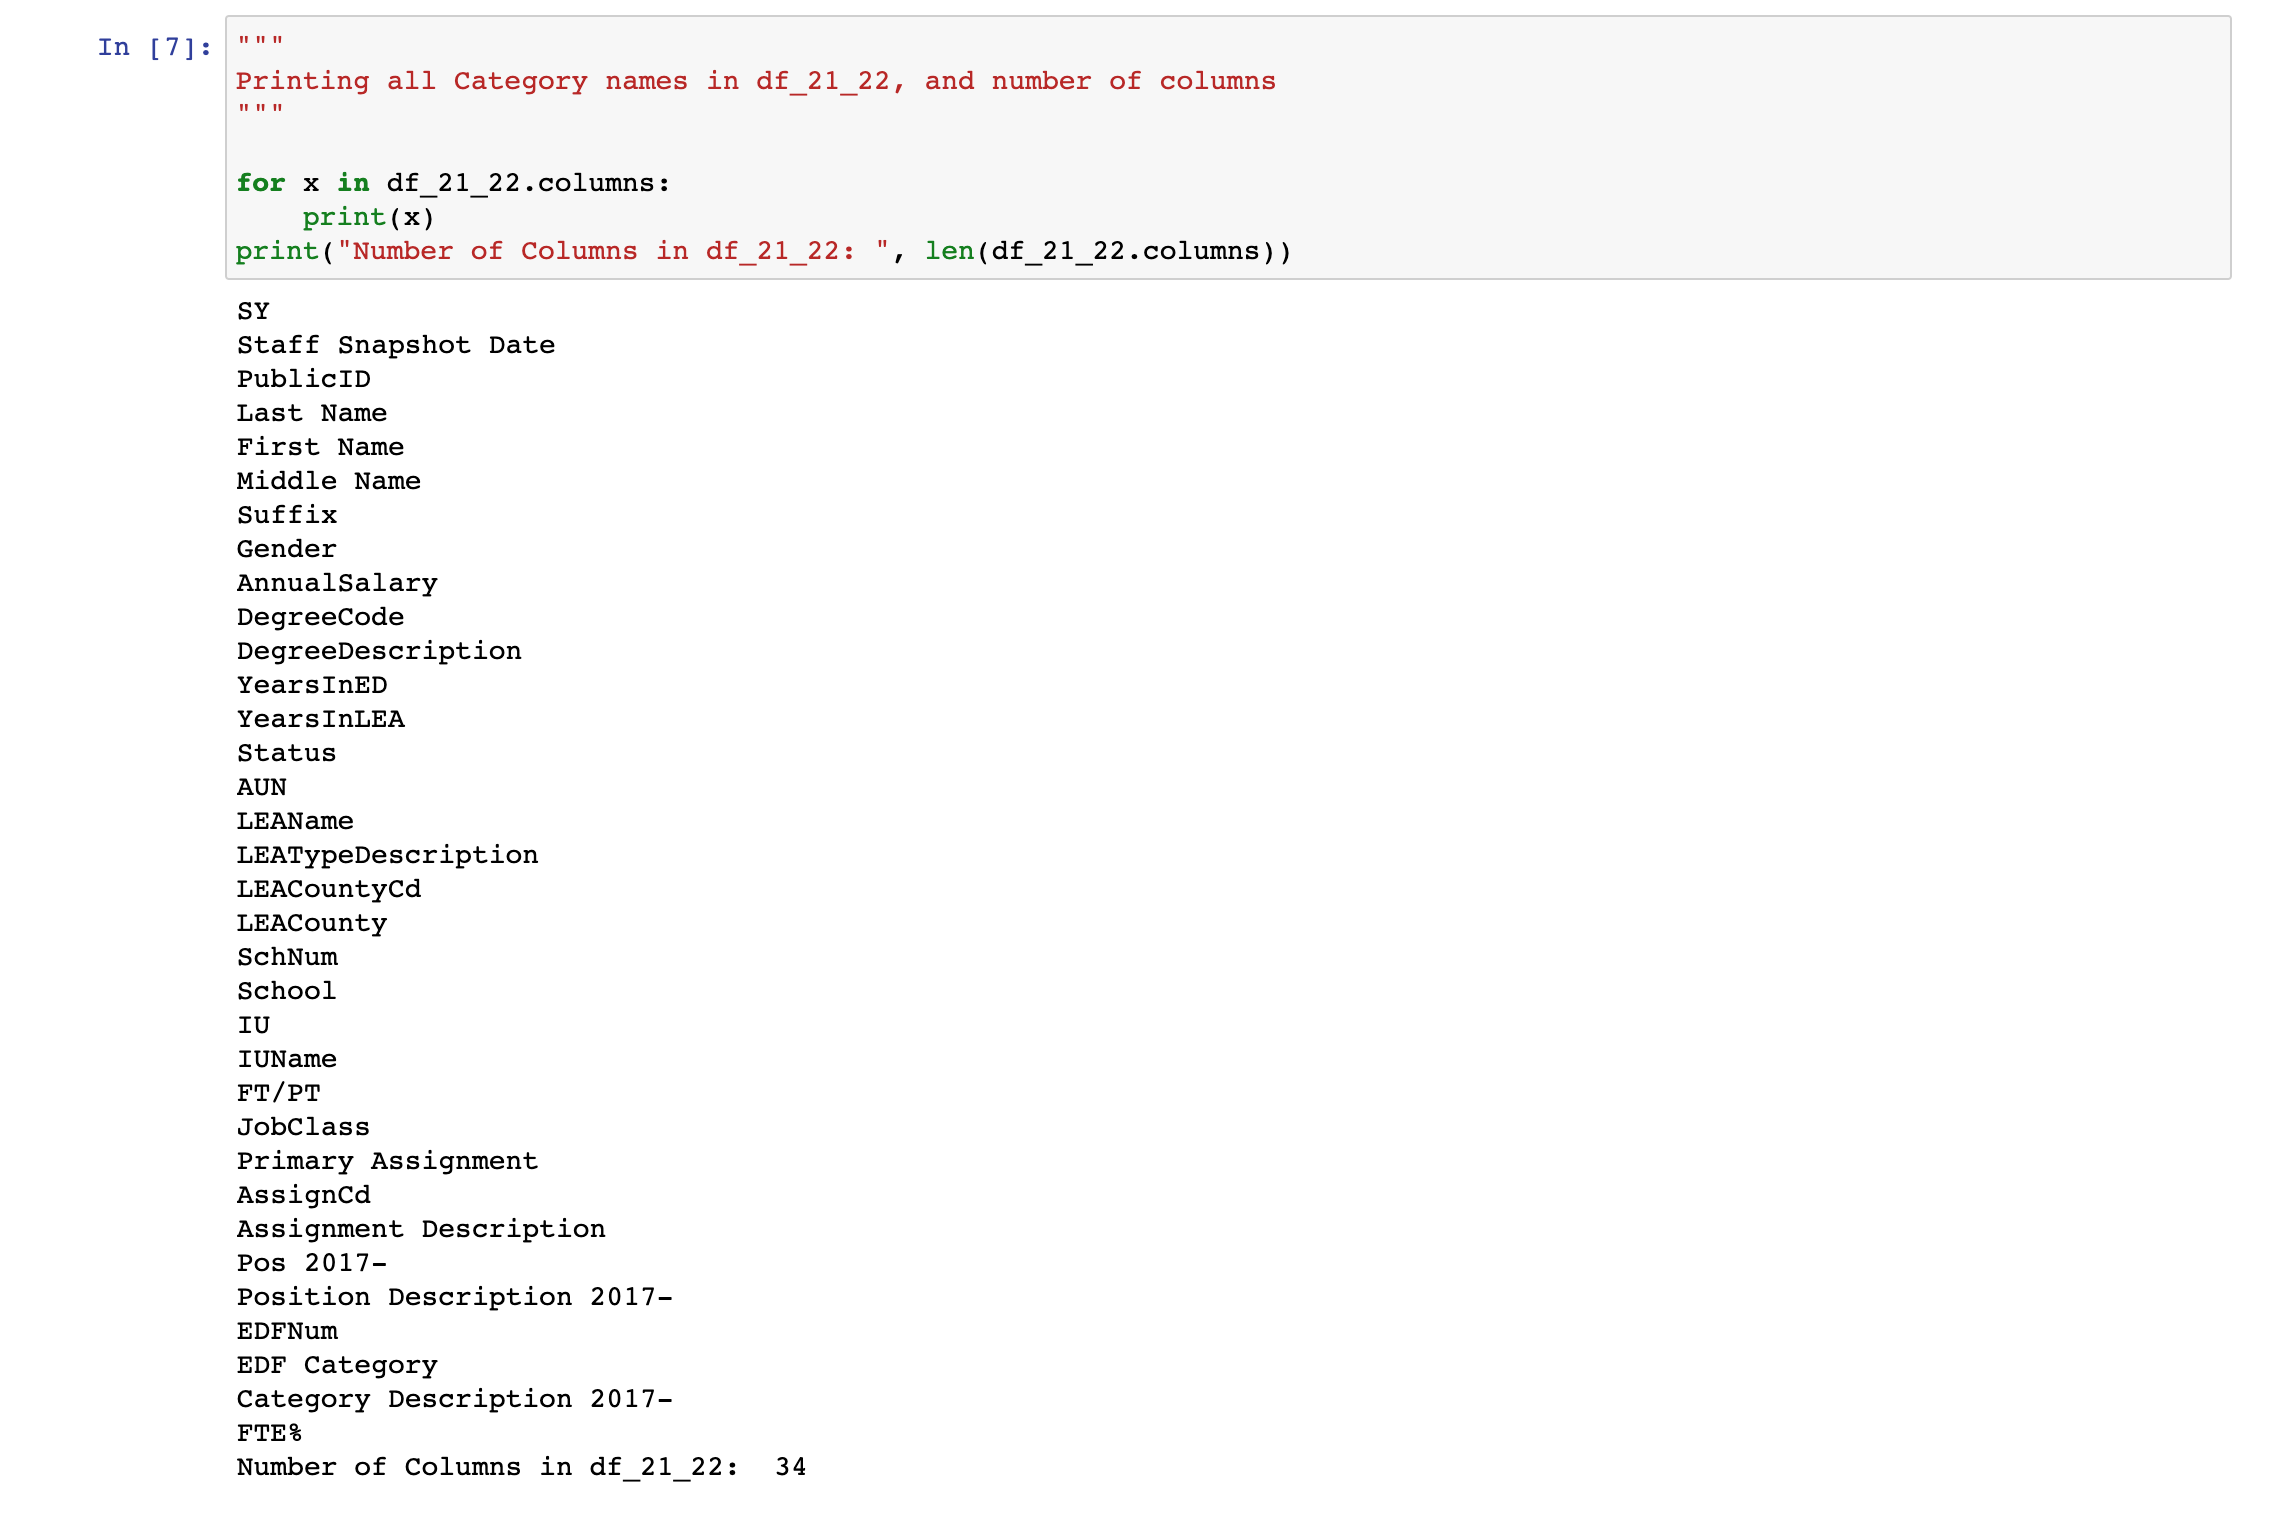 In [7]:
"""
Printing all Category names in df_21_22, and number of columns
"""
for x in df_21_22.columns:
    print(x)
print("Number of Columns in df_21_22: ", len(df_21_22.columns))
SY
Staff Snapshot Date
PublicID
Last Name
First Name
Middle Name
Suffix
Gender
AnnualSalary
DegreeCode
DegreeDescription
YearsInED
YearsInLEA
Status
AUN
LEAName
LEATypeDescription
LEACountyCd
LEACounty
SchNum
School
IU
IUName
FT/PT
JobClass
Primary Assignment
AssignCd
Assignment Description
Pos 2017-
Position Description 2017-
EDFNum
EDF Category
Category Description 2017-
FTE%
Number of Columns in df_21_22:  34